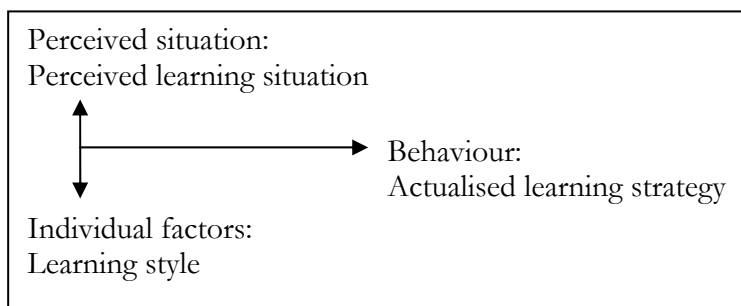 Perceived situation:
Perceived learning situation
Behaviour:
Actualised learning strategy
Individual factors:
Learning style